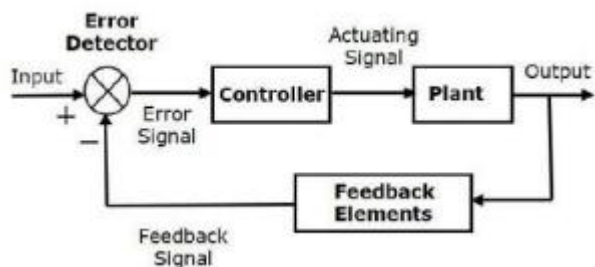 Error
Detector
Input
+
−
Error
Signal
Controller
Actuating
Signal
Plant
Output
Feedback
Elements
Feedback
Signal